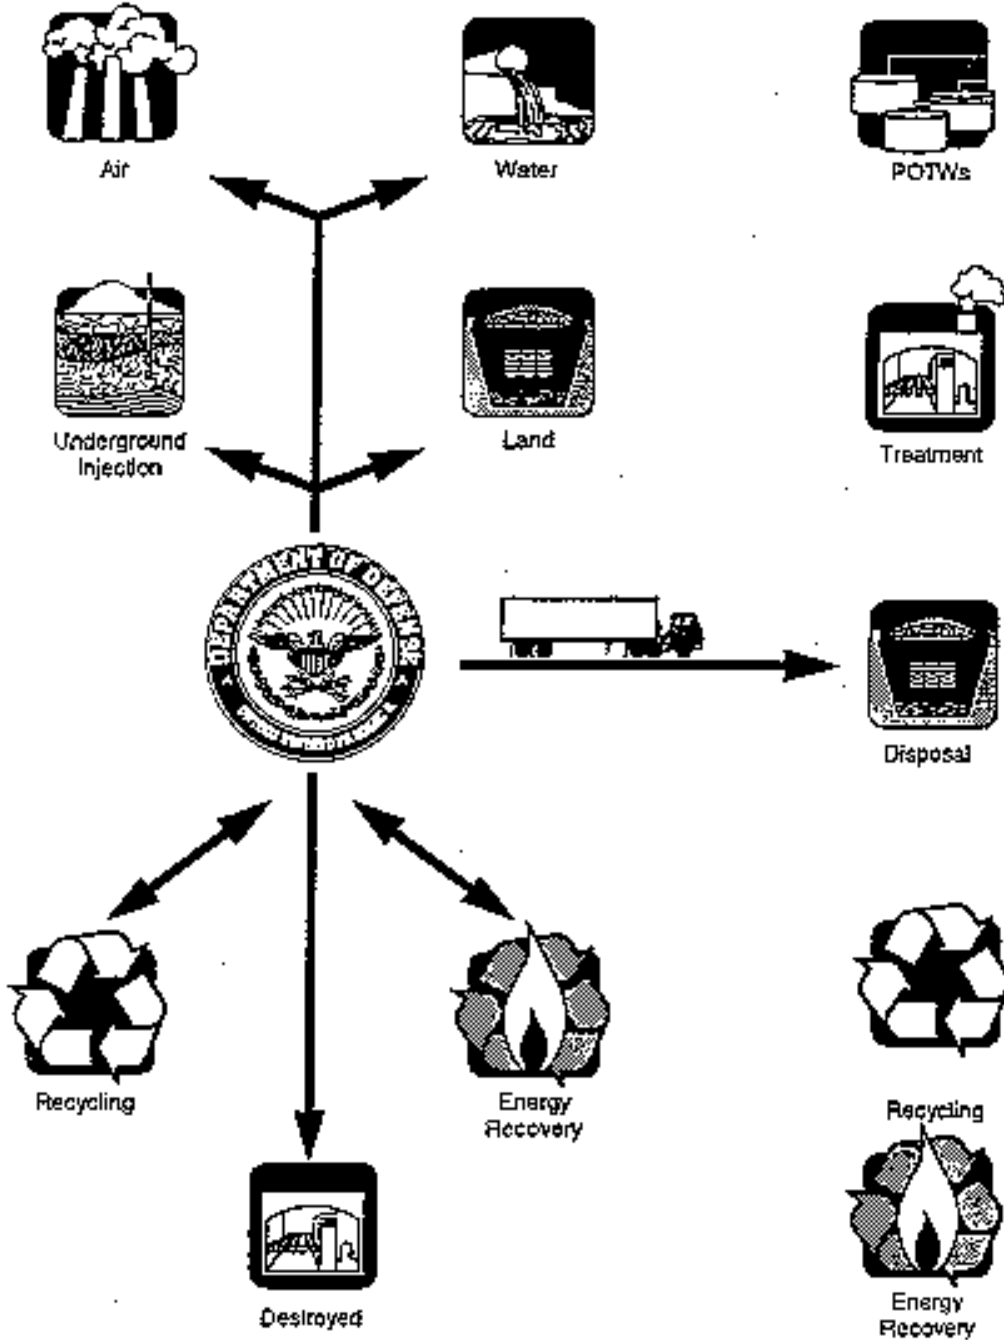 Air
Water
POTWs
Underground
Injection
Land
Treatment
DEPARTMENT OF DEFENSE
Disposal
Recycling
Energy
Recovery
Recycling
Destroyed
Energy
Recovery